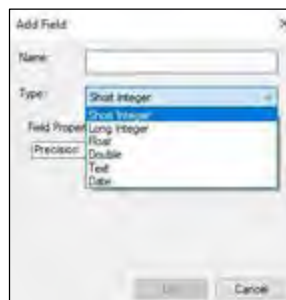 Add Field
Name:
Type:
Short Integer
Short Integer
Long Integer
Float
Double
Text
Date
Field Proper
Precision
Cancel